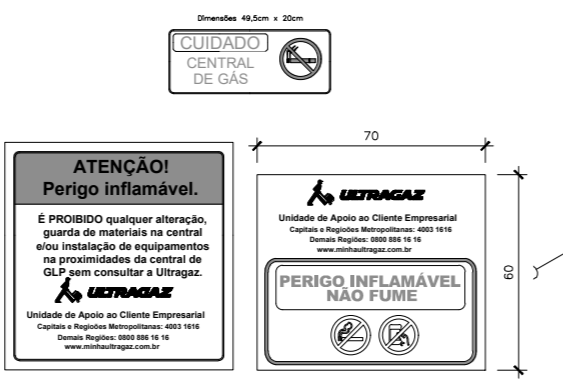 Dimensões 49,5cm x 20cm
CUIDADO
CENTRAL
DE GÁS
ATENÇÃO!
Perigo inflamável.
É PROIBIDO qualquer alteração,
guarda de materiais na central
e/ou instalação de equipamentos
na proximidades da central de
GLP sem consultar a Ultragaz.
ULTRAGAZ
Unidade de Apoio ao Cliente Empresarial
Capitais e Regioões Metropolitanas: 4003 1616
Demais Regiões: 0800 886 16 16
www.minhaultragaz.com.br
70
ULTRAGAZ
Unidade de Apoio ao Cliente Empresarial
Capitais e Regiões Metropolitanas: 4003 1616
Demais Regiões: 0800 886 16 16
www.minhaultragaz.com.br
PERIGO INFLAMÁVEL
NÃO FUME
60